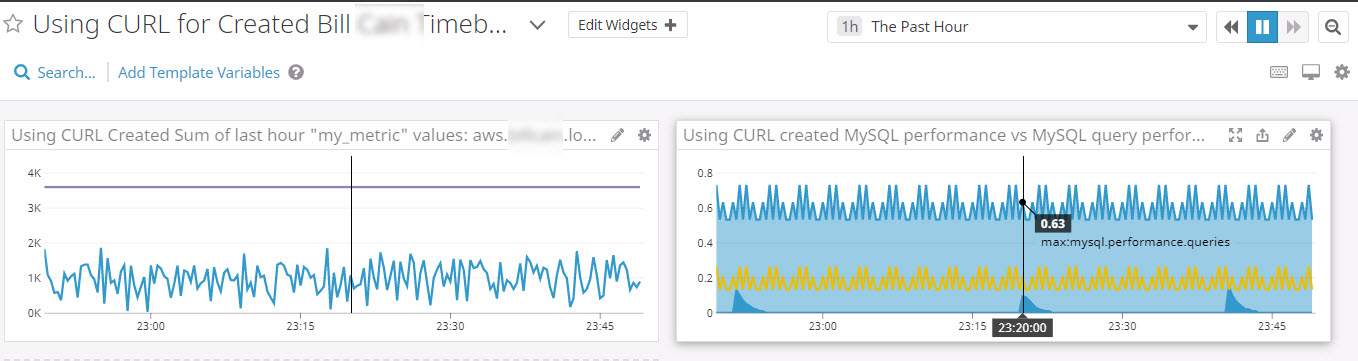 Using CURL for Created Bill Timeb...
Edit Widgets +
1h The Past Hour
Search...
Add Template Variables ?
Using CURL Created Sum of last hour "my_metric" values: aws. .lo...
4K
3K
2K
1K
0K
23:00
23:15
23:30
23:45
Using CURL created MySQL performance vs MySQL query perfor...
0.8
0.6
0.4
0.2
0
0.63
max:mysql.performance.queries
23:00
23:15
23:20:00
23:30
23:45